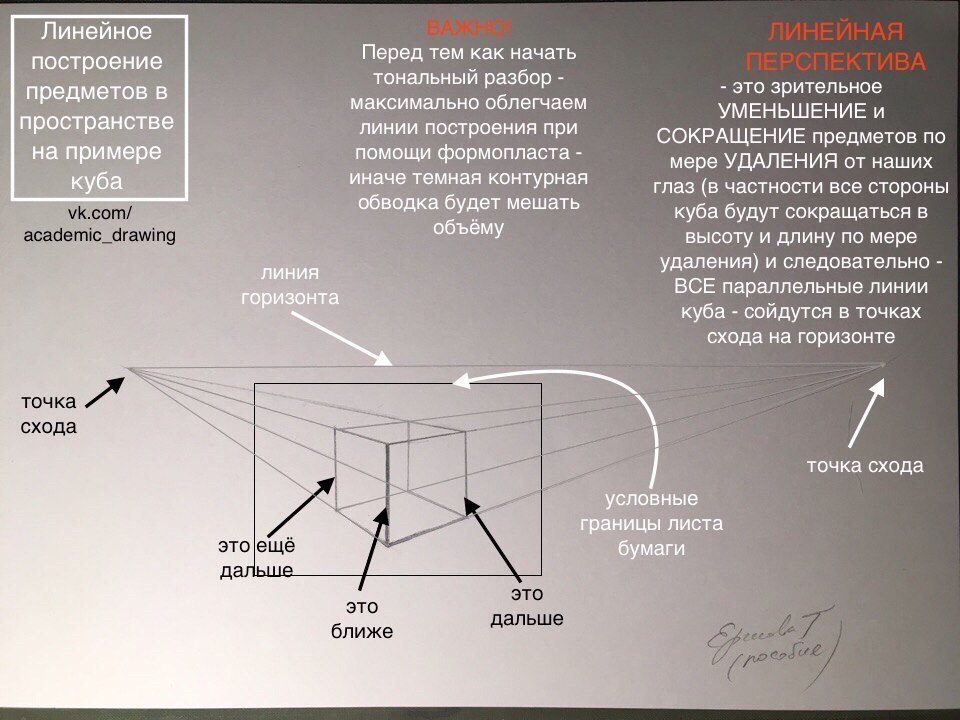 Линейное
построение
предметов в
пространстве
на примере
куба
vk.com/
academic_drawing
ВАЖНО!
Перед тем как начать
тональный разбор -
максимально облегчаем
линии построения при
помощи формопласта -
иначе темная контурная
обводка будет мешать
объёму
ЛИНЕЙНАЯ
ПЕРСПЕКТИВА
- это зрительное
УМЕНЬШЕНИЕ и
СОКРАЩЕНИЕ предметов по
мере УДАЛЕНИЯ от наших
глаз (в частности все стороны
куба будут сокращаться в
высоту и длину по мере
удаления) и следовательно -
ВСЕ параллельные линии
куба - сойдутся в точках
схода на горизонте
линия
горизонта
точка
схода
точка схода
условные
границы листа
бумаги
это ещё
дальше
это
ближе
это
дальше
Ершова Т
(пособие)